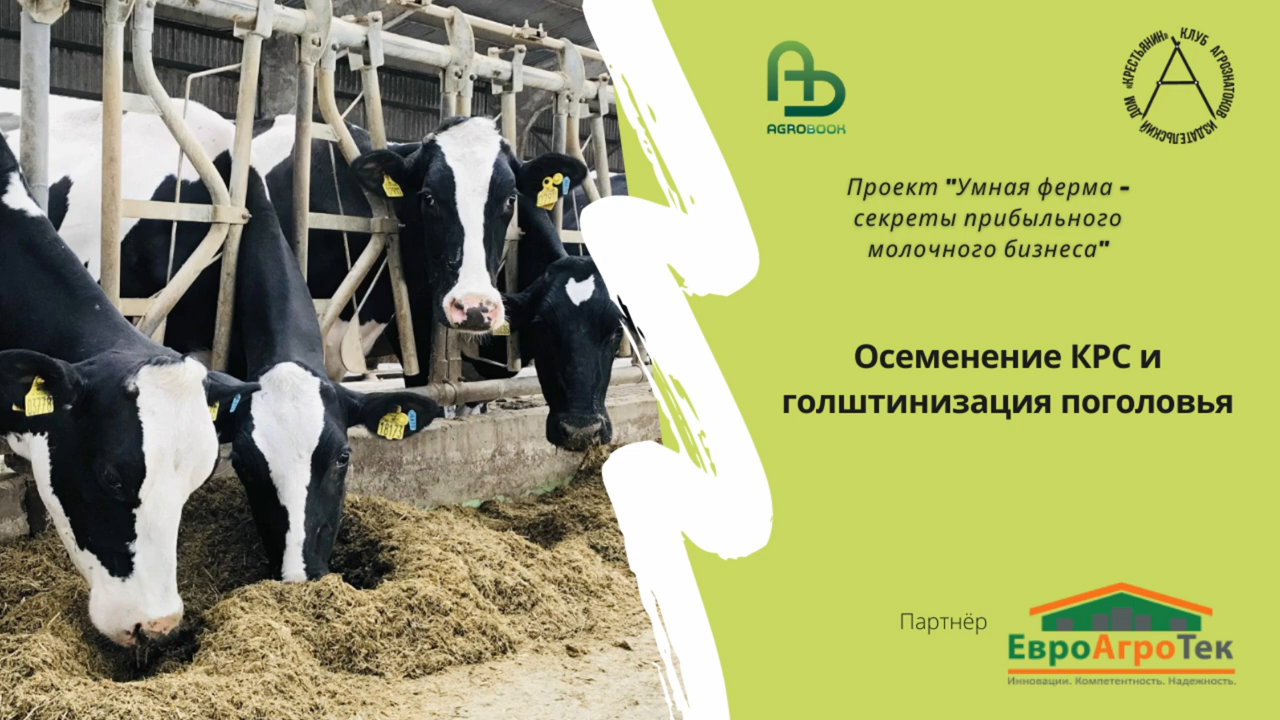 AGROBOOK
КЛУБ АГРОЗНАТОКОВ ИЗДАТЕЛЬСКИЙ ДОМ «КРЕСТЬЯНИН»
Проект "Умная ферма -
секреты прибыльного
молочного бизнеса"
Осеменение КРС и
голштинизация поголовья
Партнёр
ЕвроАгроТек
Инновации. Компетентность. Надежность.